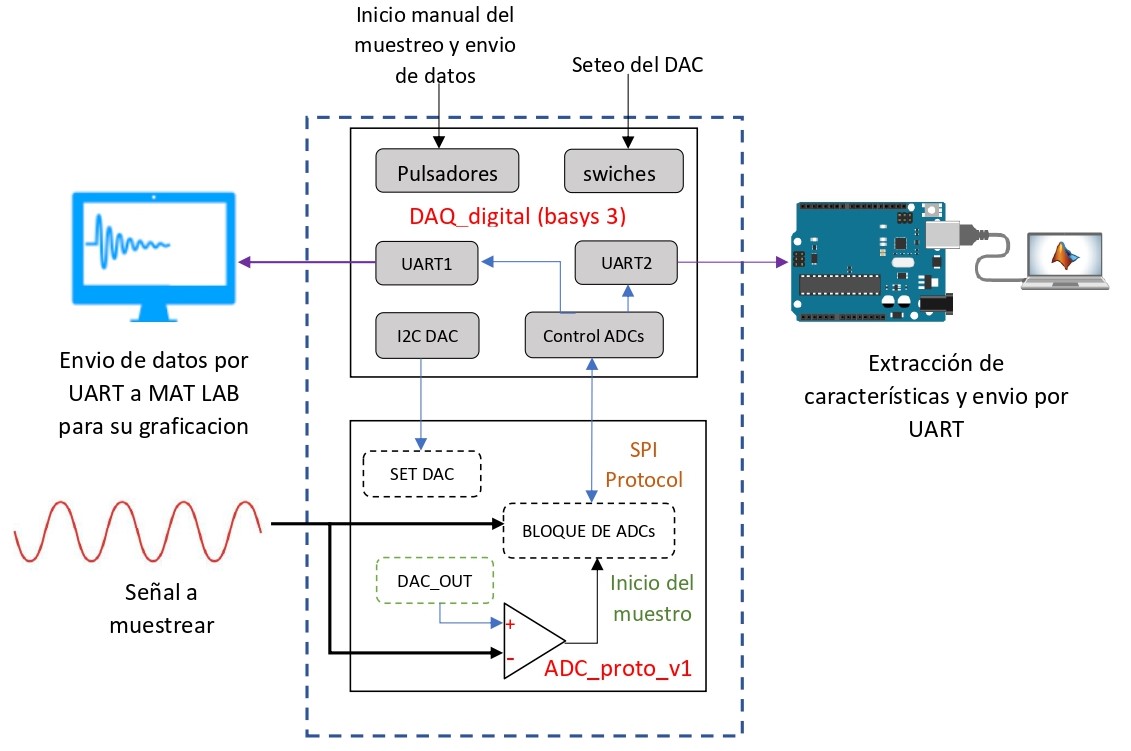 Inicio manual del
muestreo y envio
de datos
Seteo del DAC
Pulsadores
swiches
DAQ_digital (basys 3)
UART1
UART2
I2C DAC
Control ADCs
Envio de datos por
UART a MAT LAB
para su graficacion
Extracción de
características y envio por
UART
SET DAC
SPI
Protocol
BLOQUE DE ADCs
DAC_OUT
Inicio del
muestro
+
-
ADC_proto_v1
Señal a
muestrear